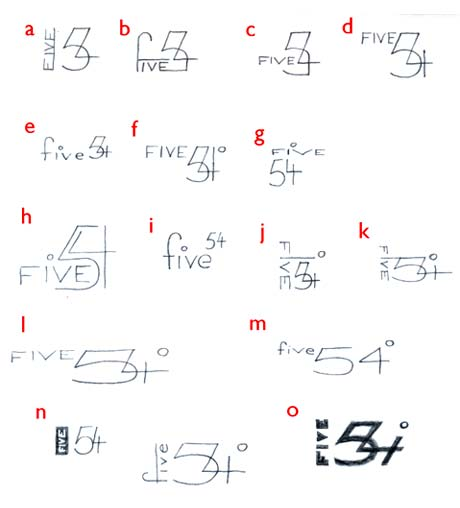 a FIVE 54
b fIVE 54
c FIVE 54
d FIVE 54
e five 54
f FIVE 54°
g FIVE 54
h FIVE 54
i five 54
j FIVE 54°
k FIVE 54°
l FIVE 54°
m five 54°
n FIVE 54
five 54°
o FIVE 54°